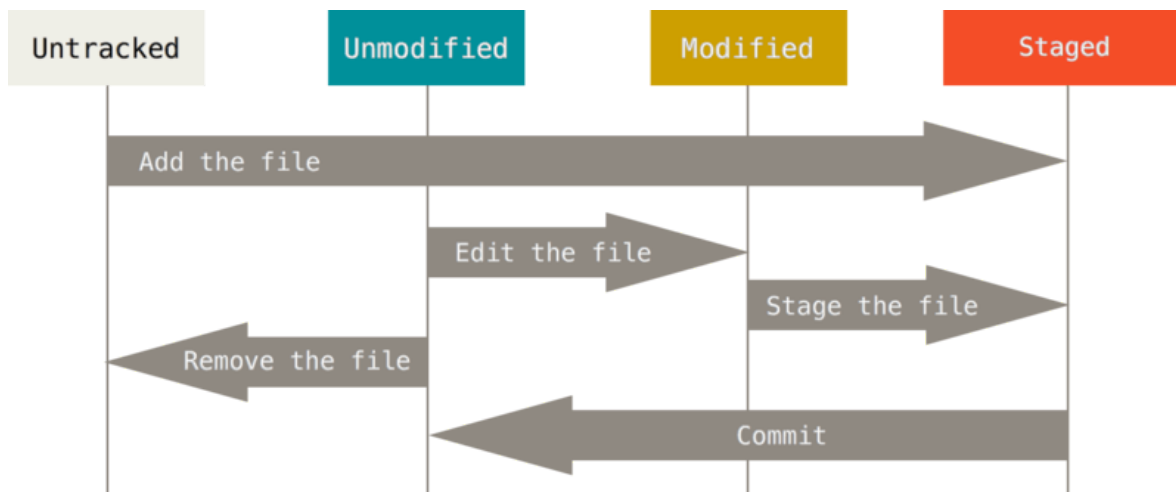 Untracked
Unmodified
Modified
Staged
Add the file
Edit the file
Stage the file
Remove the file
Commit